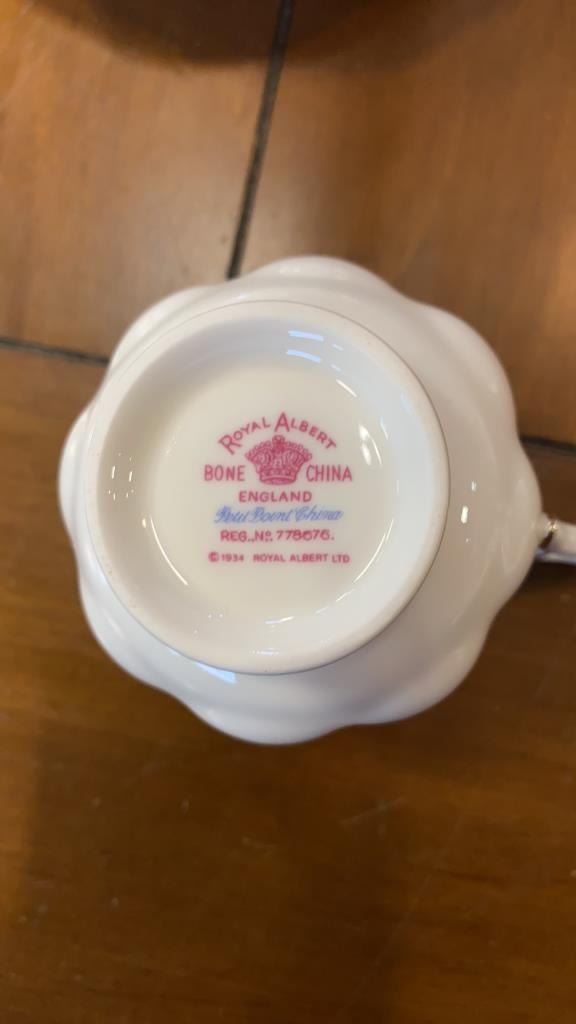 ROYAL ALBERT
BONE CHINA
ENGLAND
Petit Point China
REG. No. 778676.
© 1934 ROYAL ALBERT LTD